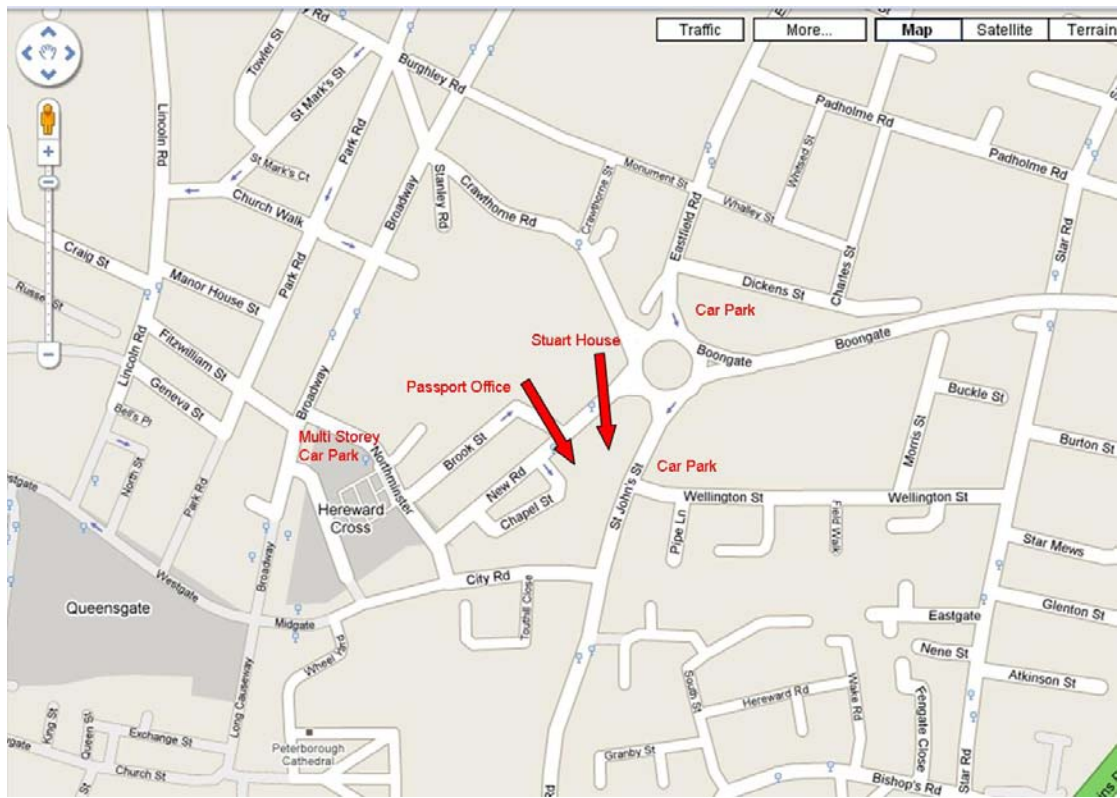 Traffic
More...
Map
Satellite
Terrain
Towler St
Burghley Rd
St Mark's St
Lincoln Rd
Park Rd
Padholme Rd
Padholme Rd
St Mark's Ct
Stanley Rd
Broadway
Crawthorne Rd
Crawthorne St
Monument St
Whalley St
Whitsed St
Church Walk
Eastfield Rd
Star Rd
Craig St
Manor House St
Park Rd
Charles St
Dickens St
Car Park
Boongate
Boongate
Fitzwilliam St
Lincoln Rd
Geneva St
Stuart House
Passport Office
Broadway
Buckle St
Bell's Pl
Multi Storey
Car Park
Northminster
Brook St
Morris St
Burton St
North St
Park Rd
New Rd
Car Park
Chapel St
St John's St
Wellington St
Wellington St
Hereward
Cross
Pipe Ln
Field Walk
Star Mews
Westgate
Broadway
City Rd
Touthill Close
Queensgate
Midgate
Eastgate
Glenton St
Wheel Yard
Nene St
Atkinson St
Long Causeway
South St
Hereward Rd
Wake Rd
Fengate Close
King St
Queen St
Exchange St
Peterborough
Cathedral
Granby St
Star Rd
Church St
Bishop's Rd
Rd